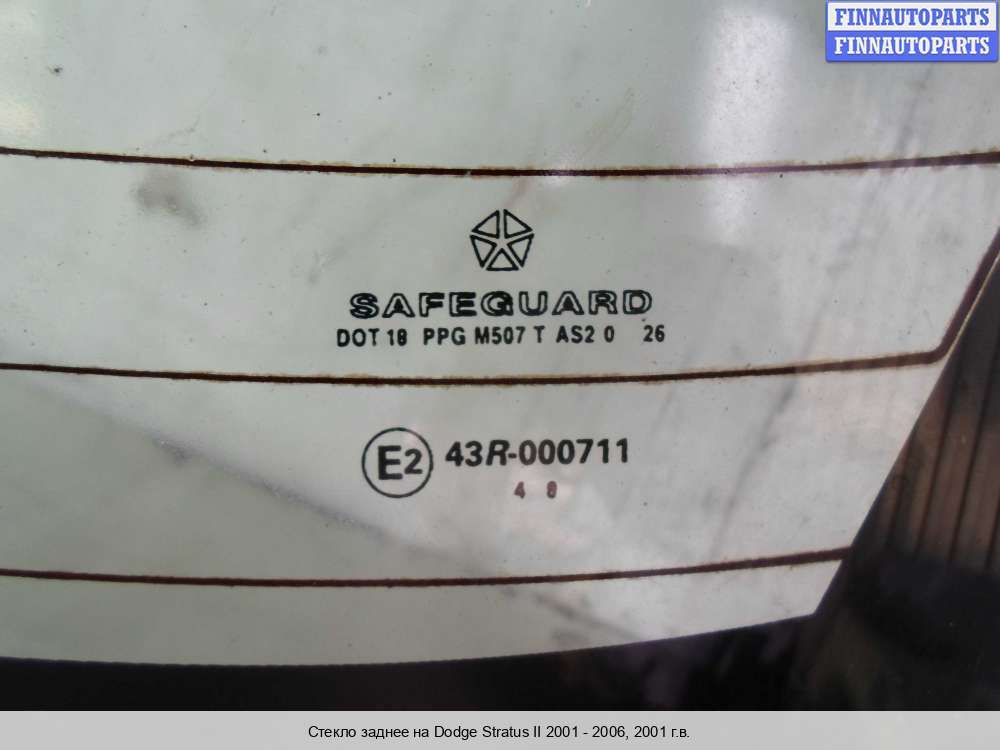 FINNAUTOPARTS
FINNAUTOPARTS
SAFEGUARD
DOT 18 PPG M507 T AS2 0 26
E2 43R-000711
4 8
Стекло заднее на Dodge Stratus II 2001 - 2006, 2001 г.в.